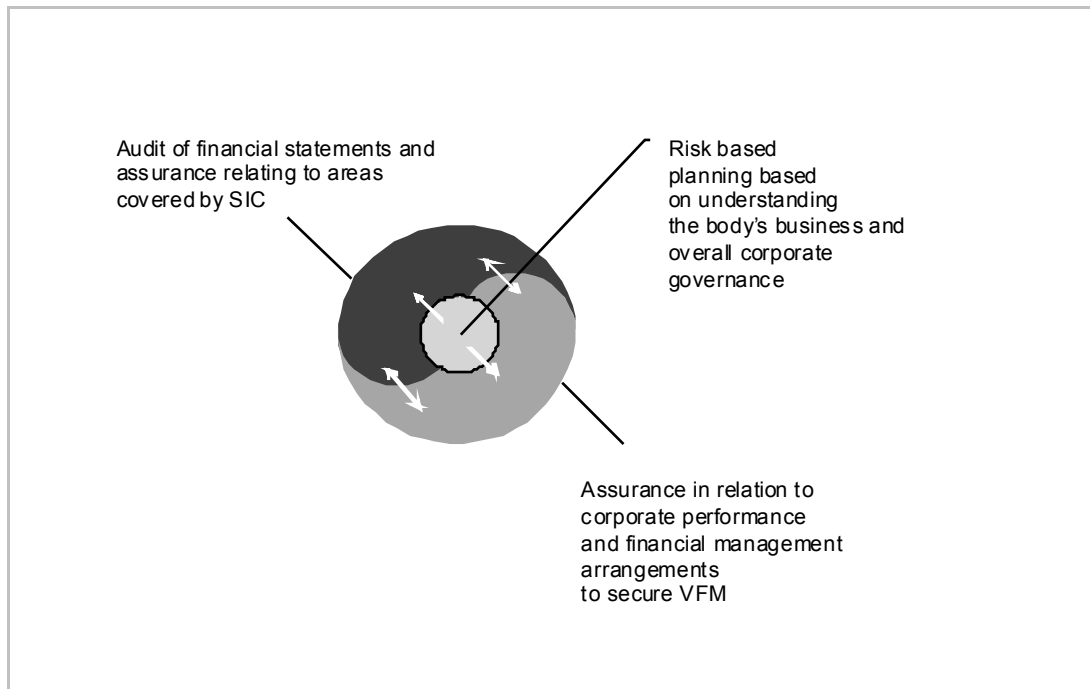 Audit of financial statements and
assurance relating to areas
covered by SIC
Risk based
planning based
on understanding
the body's business and
overall corporate
governance
Assurance in relation to
corporate performance
and financial management
arrangements
to secure VFM